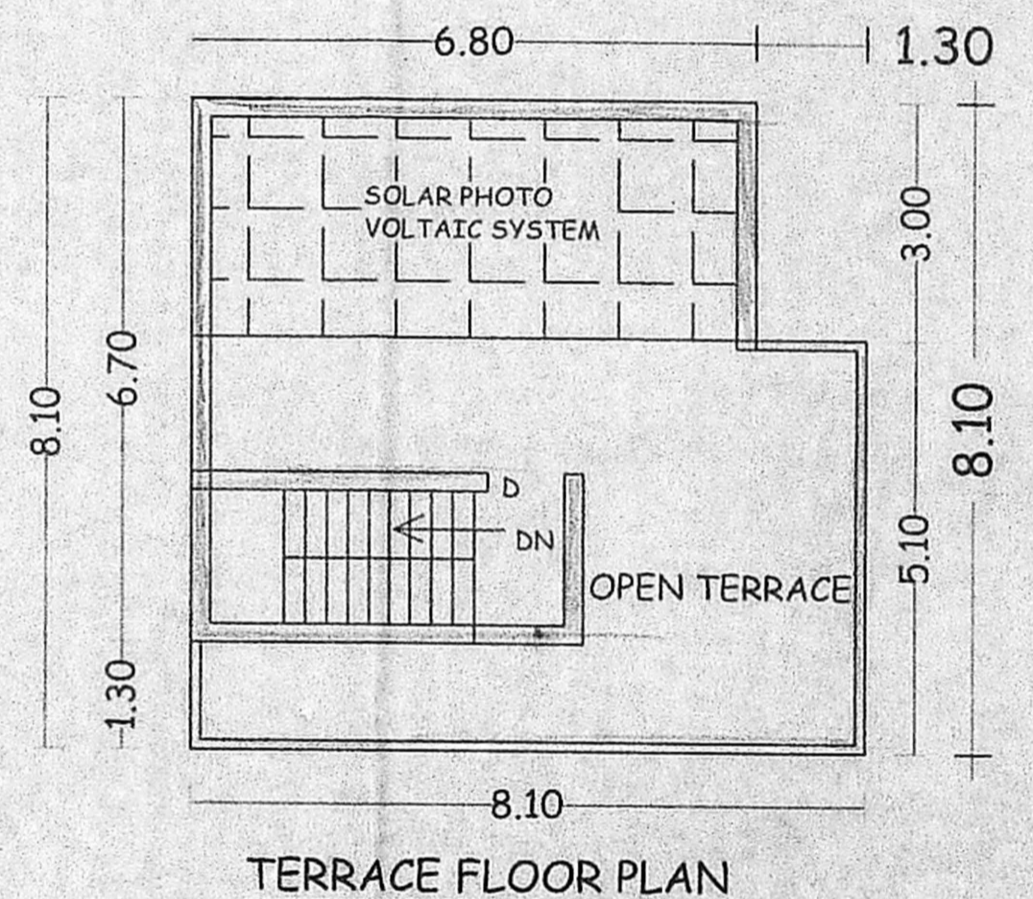 6.80
1.30
SOLAR PHOTO
VOLTAIC SYSTEM
3.00
6.70
8.10
8.10
D
DN
OPEN TERRACE
5.10
1.30
8.10
TERRACE FLOOR PLAN